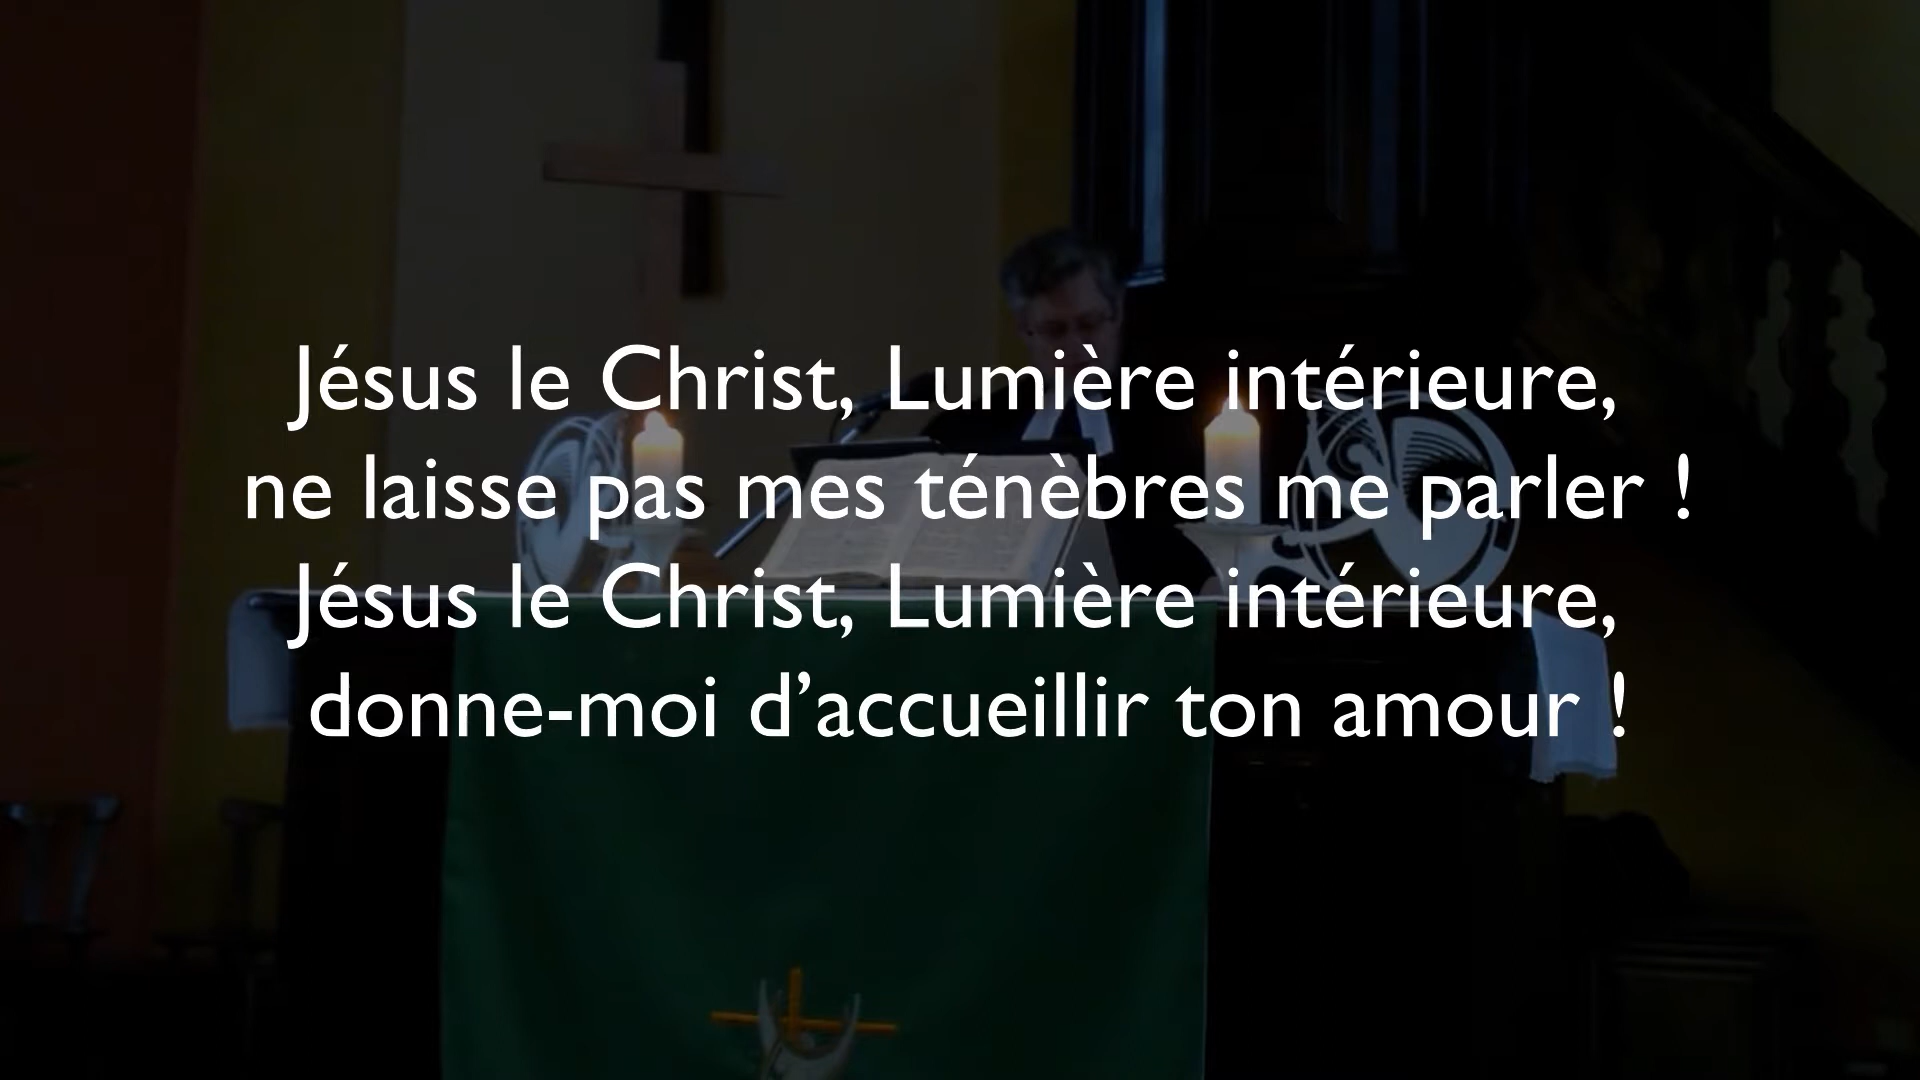 Jésus le Christ, Lumière intérieure,
ne laisse pas mes ténèbres me parler !
Jésus le Christ, Lumière intérieure,
donne-moi d’accueillir ton amour !